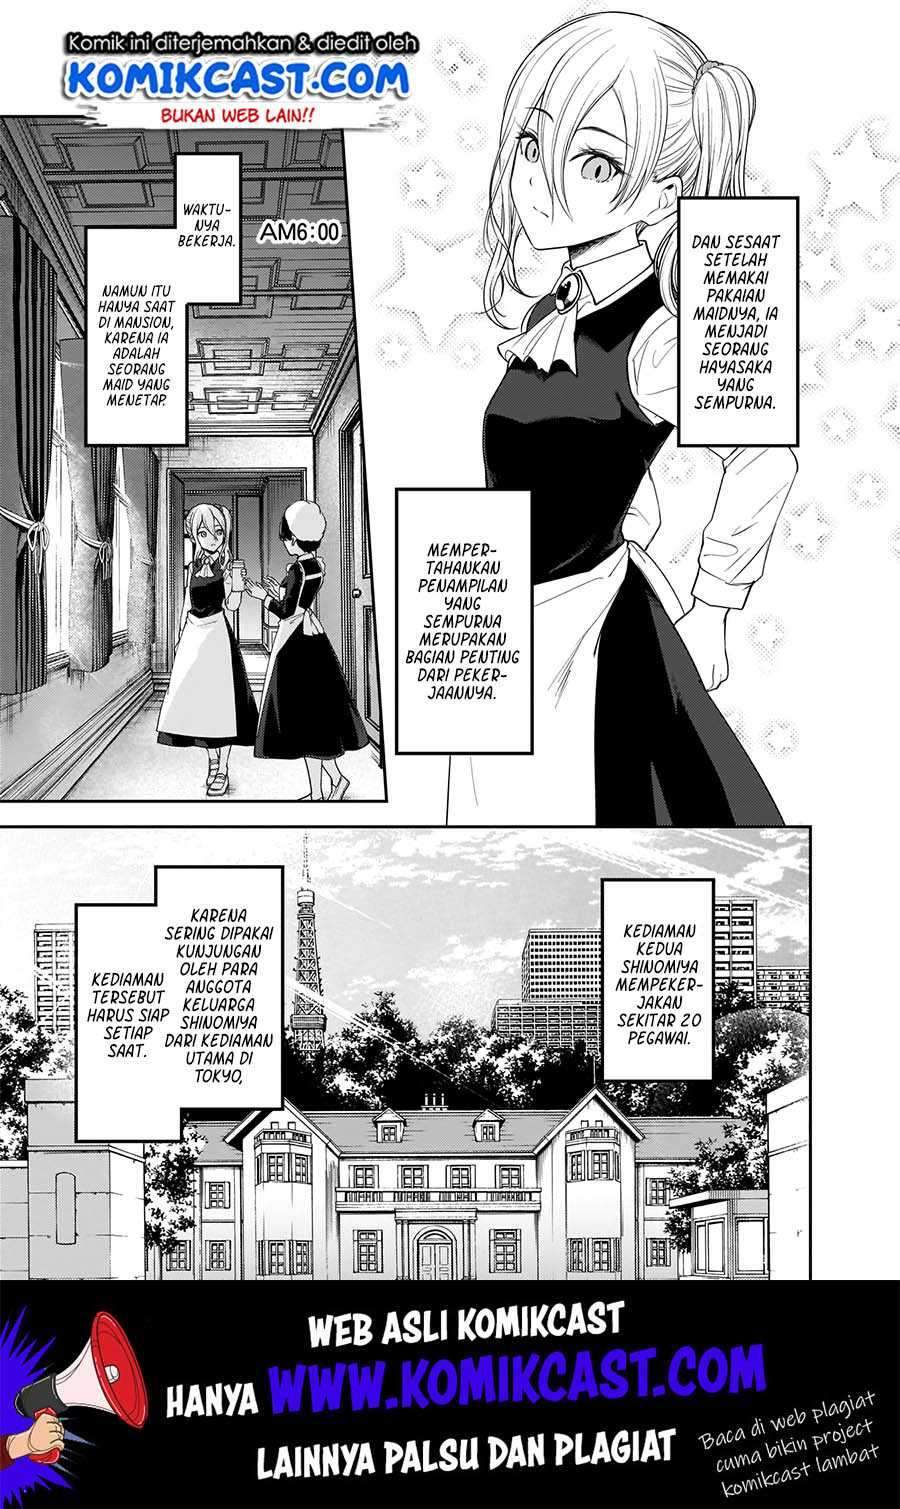 Komik ini diterjemahkan & diedit oleh
KOMIKCAST.COM
BUKAN WEB LAIN!!
DAN SESAAT
SETELAH
MEMAKAI
PAKAIAN
MAIDNYA, IA
MENJADI
SEORANG
HAYASAKA
YANG
SEMPURNA.
MEMPER-
TAHANKAN
PENAMPILAN
YANG
SEMPURNA
MERUPAKAN
BAGIAN PENTING
DARI PEKER-
JAANNYA.
AM6:00
WAKTU-
NYA
BEKERJA.
NAMUN ITU
HANYA SAAT
DI MANSION,
KARENA IA
ADALAH
SEORANG
MAID YANG
MENETAP.
KEDIAMAN
KEDUA
SHINOMIYA
MEMPEKER-
JAKAN
SEKITAR 20
PEGAWAI.
KARENA
SERING DIPAKAI
KUNJUNGAN
OLEH PARA
ANGGOTA
KELUARGA
SHINOMIYA
DARI KEDIAMAN
UTAMA DI
TOKYO,
KEDIAMAN
TERSEBUT
HARUS SIAP
SETIAP
SAAT.
WEB ASLI KOMIKCAST
HANYA WWW.KOMIKCAST.COM
LAINNYA PALSU DAN PLAGIAT
Baca di web plagiat
cuma bikin project
komikcast lambat